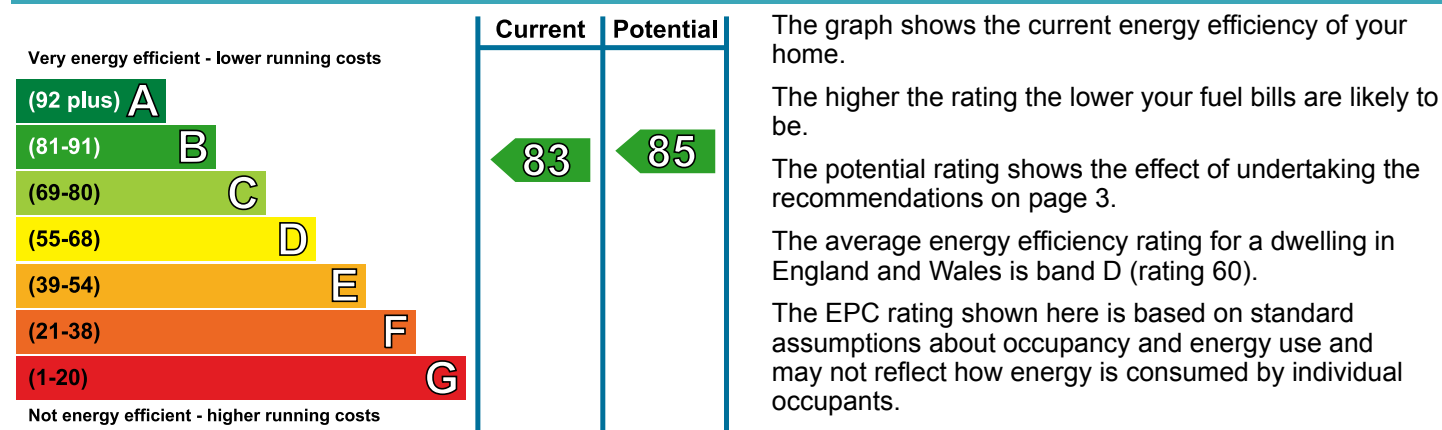 Current Potential
Very energy efficient - lower running costs
(92 plus) A
(81-91) B
83
85
(69-80) C
(55-68) D
(39-54) E
(21-38) F
(1-20) G
Not energy efficient - higher running costs
The graph shows the current energy efficiency of your
home.
The higher the rating the lower your fuel bills are likely to
be.
The potential rating shows the effect of undertaking the
recommendations on page 3.
The average energy efficiency rating for a dwelling in
England and Wales is band D (rating 60).
The EPC rating shown here is based on standard
assumptions about occupancy and energy use and
may not reflect how energy is consumed by individual
occupants.